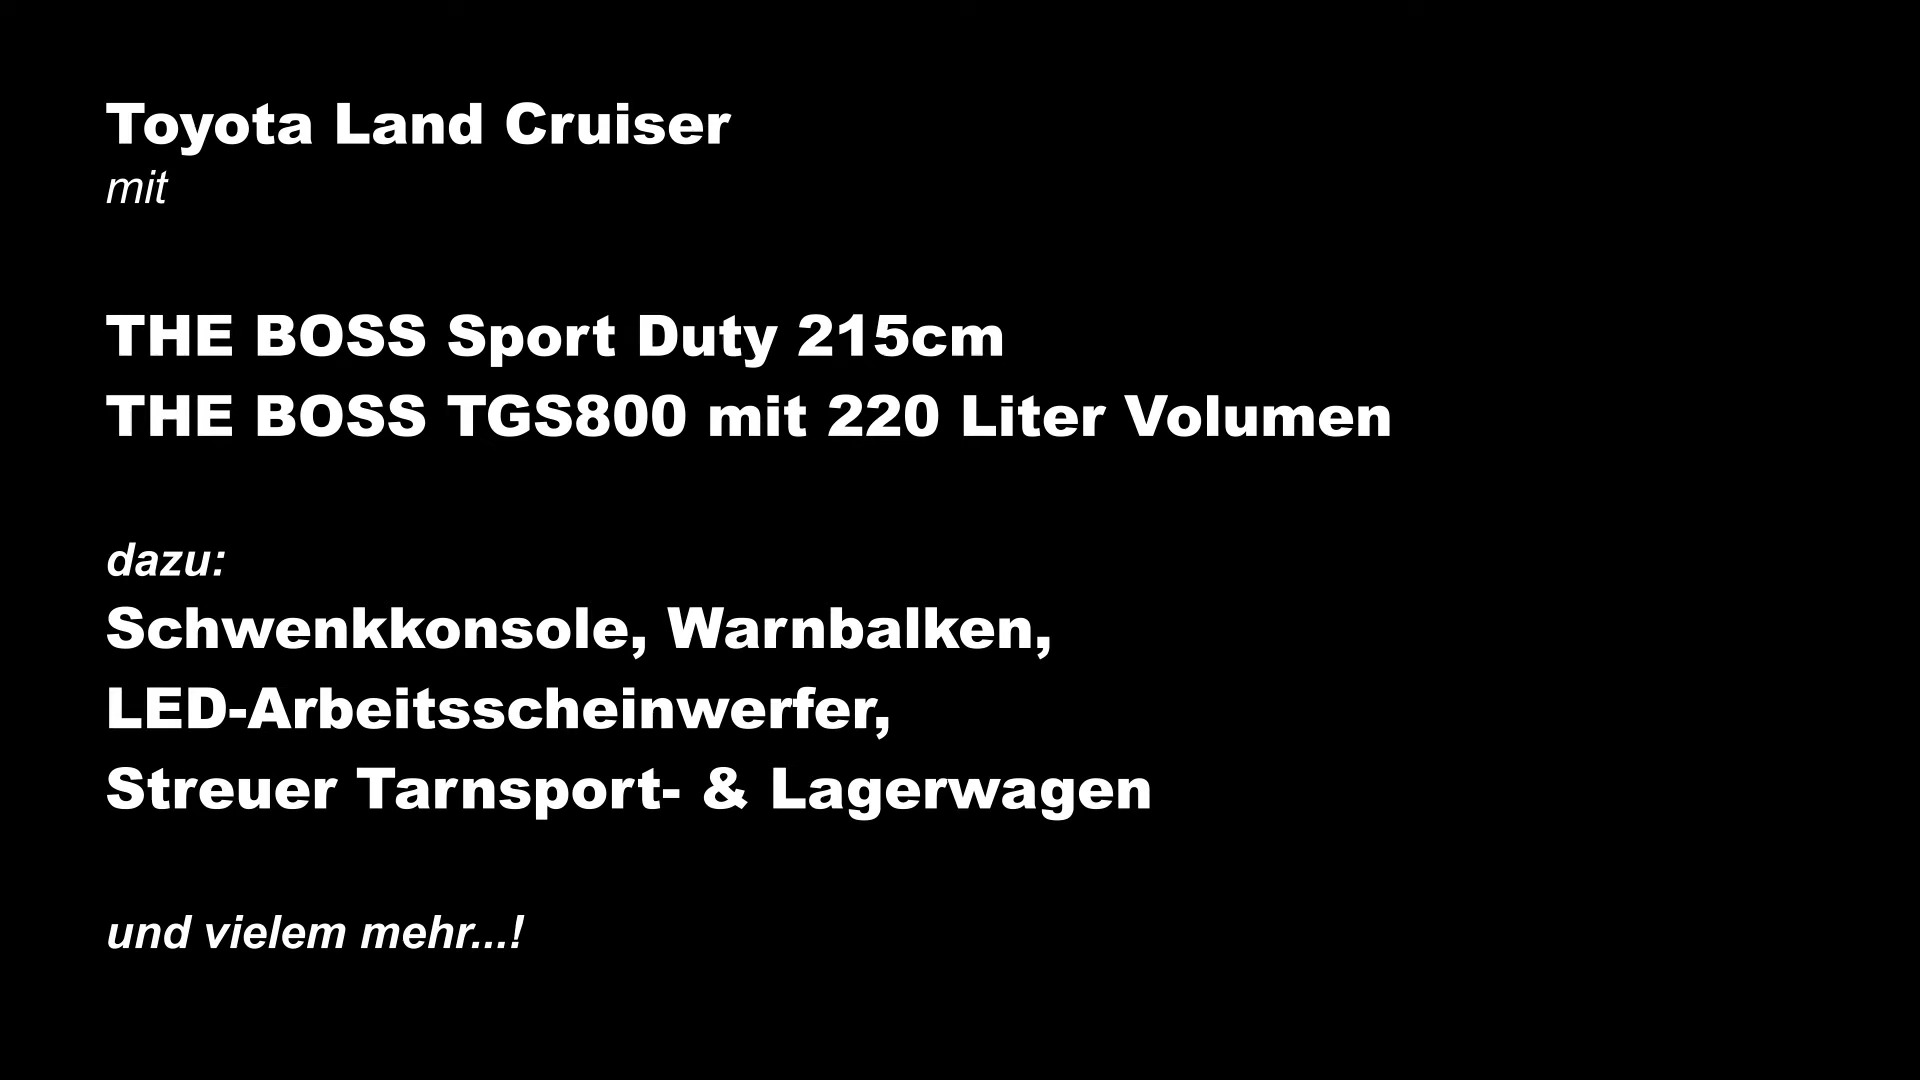 Toyota Land Cruiser
mit
THE BOSS Sport Duty 215cm
THE BOSS TGS800 mit 220 Liter Volumen
dazu:
Schwenkkonsole, Warnbalken,
LED-Arbeitsscheinwerfer,
Streuer Tarnsport- & Lagerwagen
und vielem mehr...!